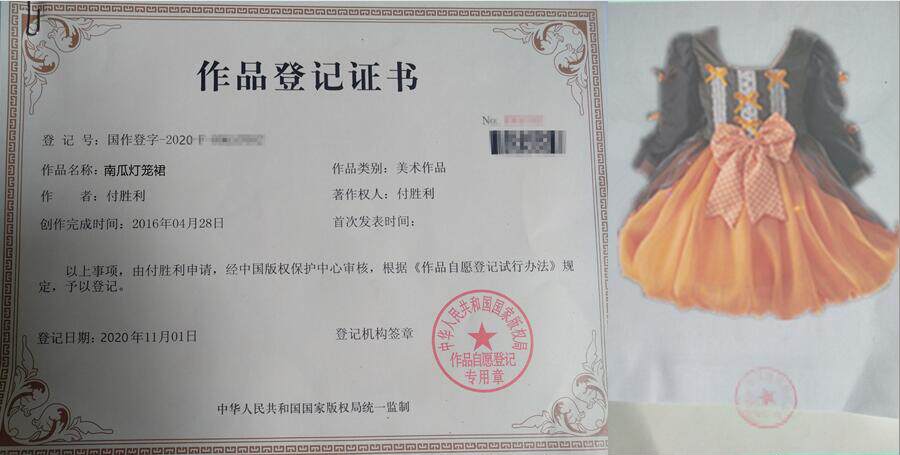 作品登记证书
No.
登 记 号：国作登字-2020
作品名称：南瓜灯笼裙
作品类别：美术作品
作 者：付胜利
著作权人：付胜利
创作完成时间：2016年04月28日
首次发表时间：
以上事项，由付胜利申请，经中国版权保护中心审核，根据《作品自愿登记试行办法》规
定，予以登记。
登记日期：2020年11月01日
登记机构签章
中华人民共和国国家版权局
作品自愿登记
专用章
中华人民共和国国家版权局统一监制